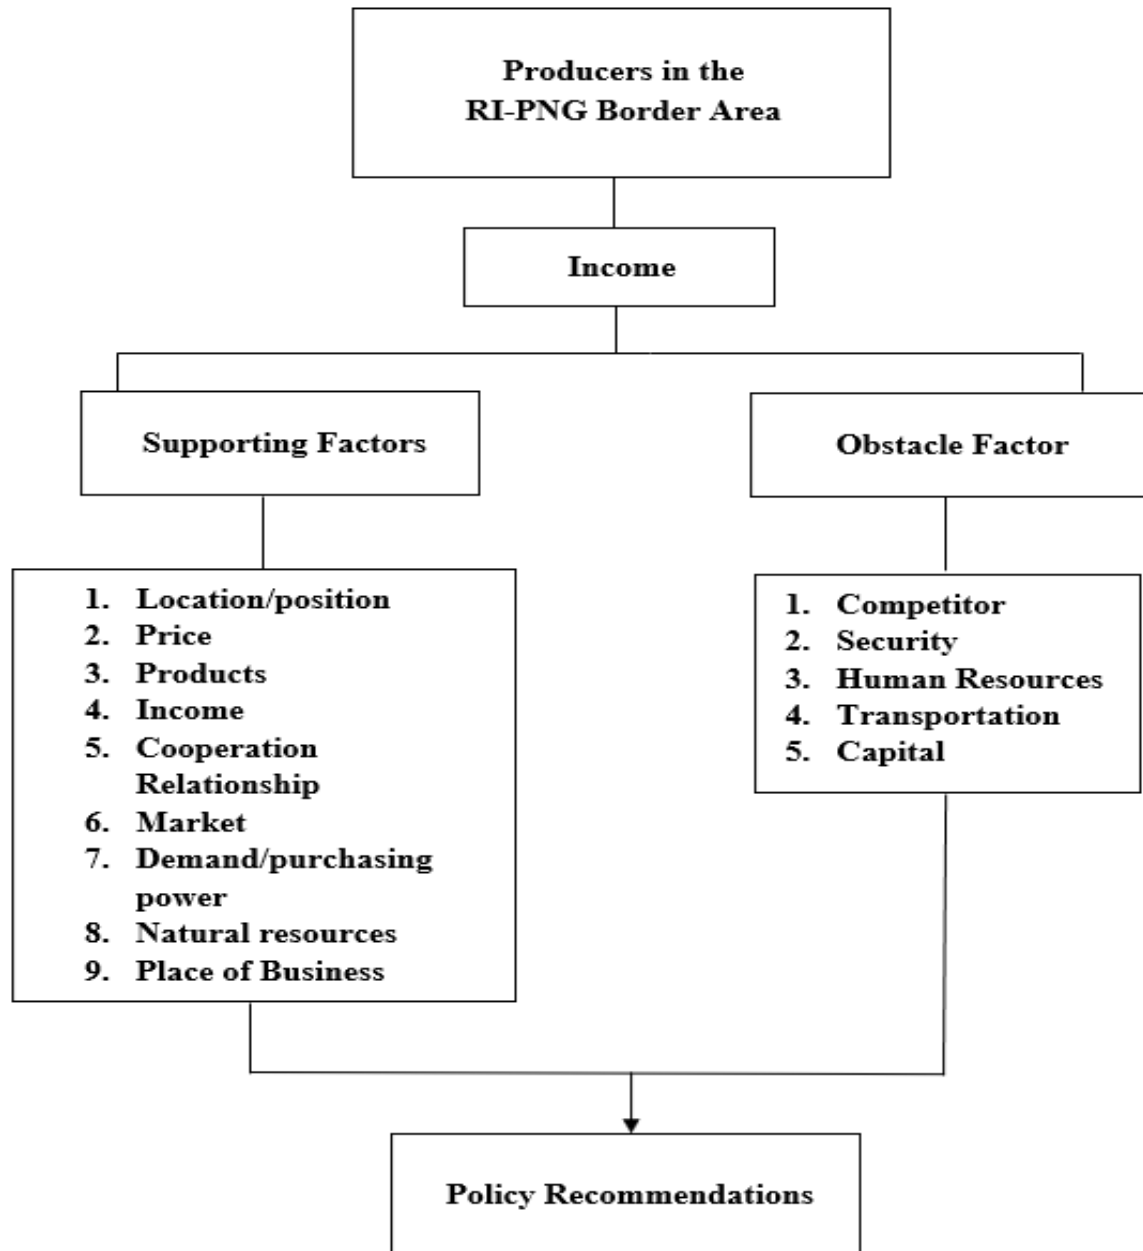 Producers in the
RI-PNG Border Area
Income
Supporting Factors
Obstacle Factor
1. Location/position
2. Price
3. Products
4. Income
5. Cooperation
Relationship
6. Market
7. Demand/purchasing
power
8. Natural resources
9. Place of Business
1. Competitor
2. Security
3. Human Resources
4. Transportation
5. Capital
Policy Recommendations